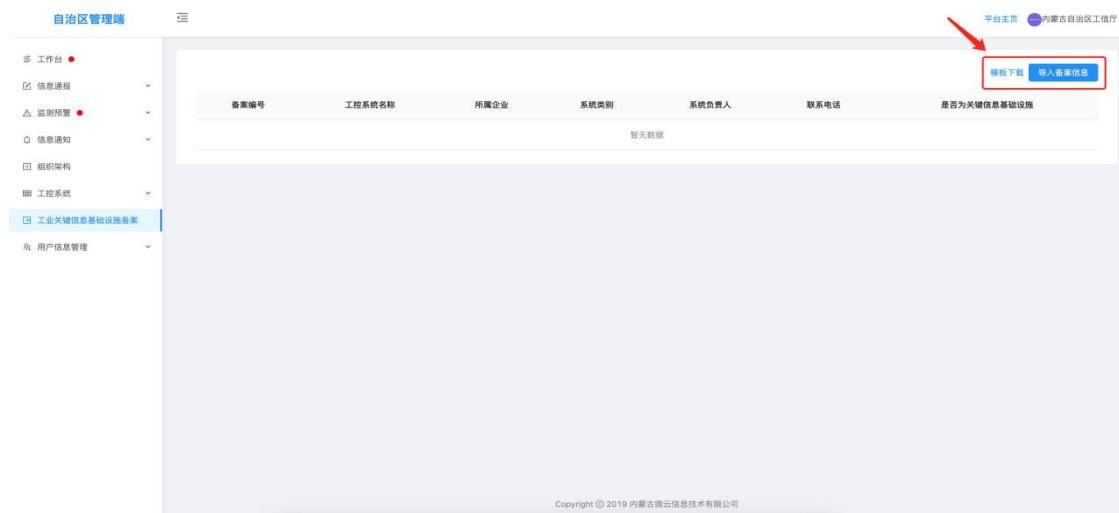 自治区管理端
平台主页 内蒙古自治区工信厅
工作台
信息通报
监测预警
信息通知
组织架构
工控系统
工业关键信息基础设施备案
用户信息管理
模板下载 导入备案信息
备案编号 工控系统名称 所属企业 系统类别 系统负责人 联系电话 是否为关键信息基础设施
暂无数据
Copyright © 2019 内蒙古微云信息技术有限公司